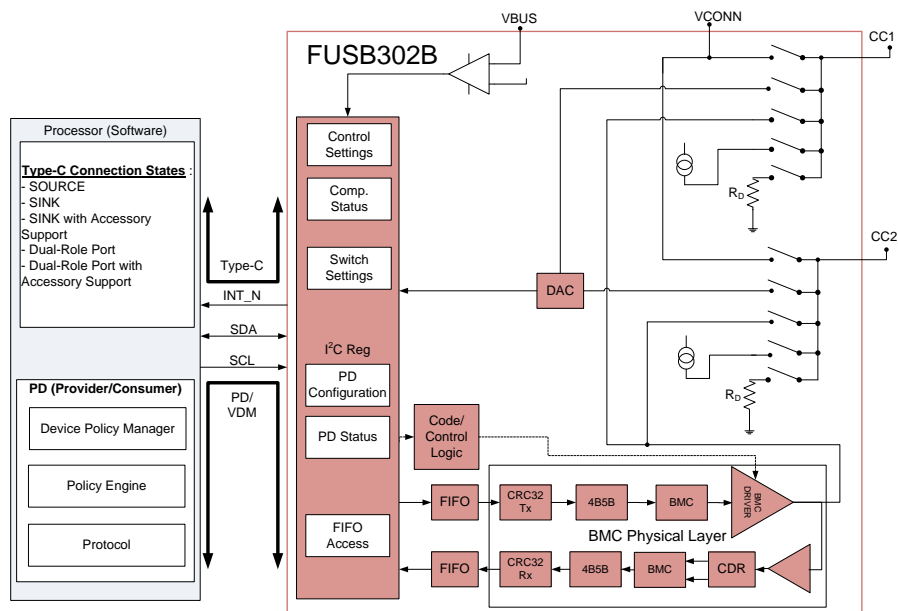 VBUS
VCONN
CC1
FUSB302B
Processor (Software)
Type-C Connection States :
- SOURCE
- SINK
- SINK with Accessory
Support
- Dual-Role Port
- Dual-Role Port with
Accessory Support
Type-C
INT_N
SDA
SCL
PD (Provider/Consumer)
Device Policy Manager
Policy Engine
Protocol
PD/
VDM
Control
Settings
Comp.
Status
Switch
Settings
I2C Reg
PD
Configuration
PD Status
FIFO
Access
RD
CC2
DAC
RD
Code/
Control
Logic
FIFO
CRC32
Tx
4B5B
BMC
BMC
DRIVER
BMC Physical Layer
FIFO
CRC32
Rx
4B5B
BMC
CDR